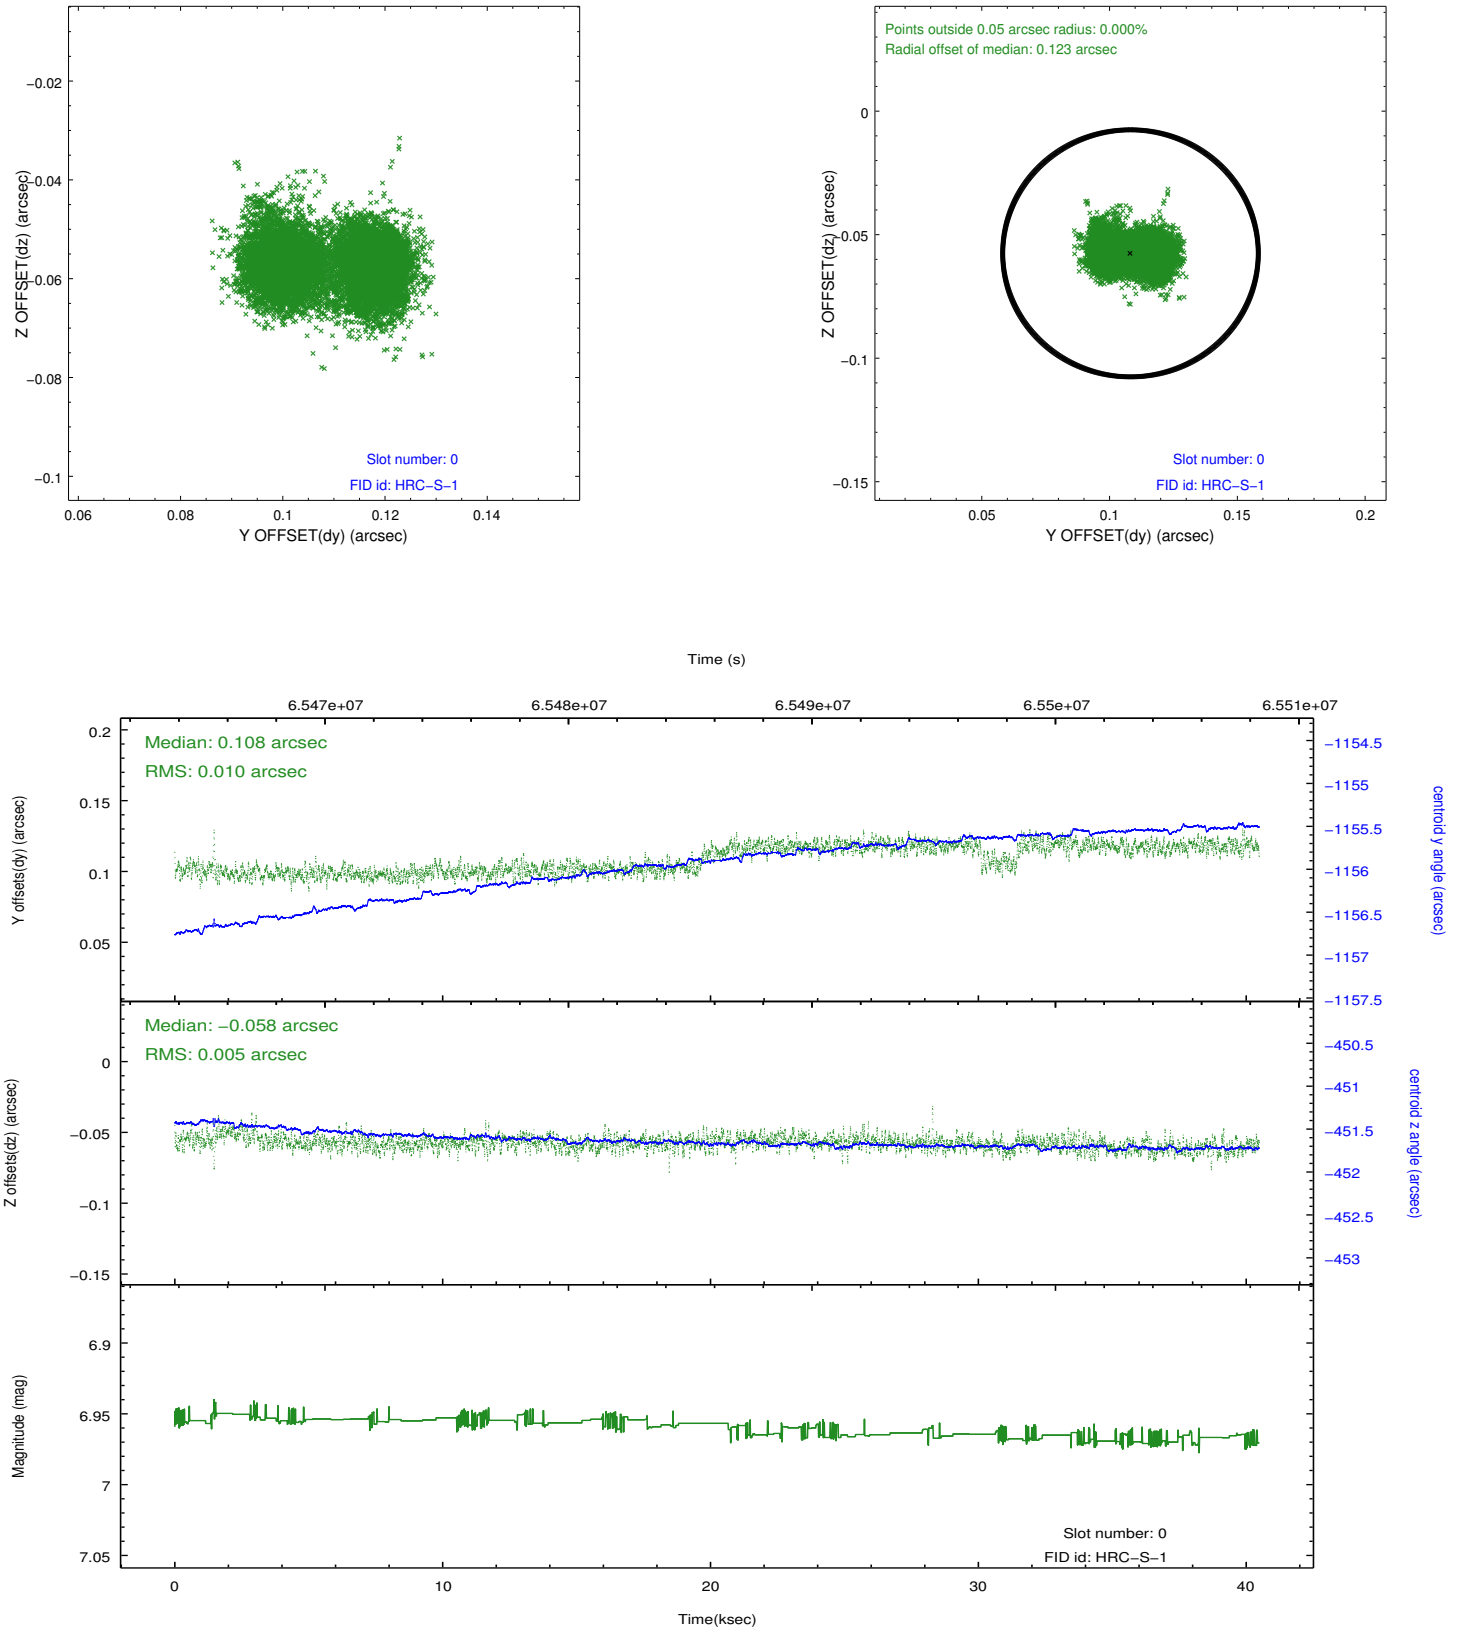 −0.02
−0.04
−0.06
−0.08
−0.1
Z OFFSET(dz) (arcsec)
Slot number: 0
FID id: HRC−S−1
0.06
0.08
0.1
0.12
0.14
Y OFFSET(dy) (arcsec)
Points outside 0.05 arcsec radius: 0.000%
Radial offset of median: 0.123 arcsec
0
−0.05
−0.1
−0.15
Z OFFSET(dz) (arcsec)
Slot number: 0
FID id: HRC−S−1
0.05
0.1
0.15
0.2
Y OFFSET(dy) (arcsec)
Time (s)
6.547e+07
6.548e+07
6.549e+07
6.55e+07
6.551e+07
Median: 0.108 arcsec
RMS: 0.010 arcsec
0.2
0.15
0.1
0.05
Y offsets(dy) (arcsec)
−1154.5
−1155
−1155.5
−1156
−1156.5
−1157
−1157.5
centroid y angle (arcsec)
Median: −0.058 arcsec
RMS: 0.005 arcsec
0
−0.05
−0.1
−0.15
Z offsets(dz) (arcsec)
−450.5
−451
−451.5
−452
−452.5
−453
centroid z angle (arcsec)
6.9
6.95
7
7.05
Magnitude (mag)
Slot number: 0
FID id: HRC−S−1
0
10
20
30
40
Time(ksec)